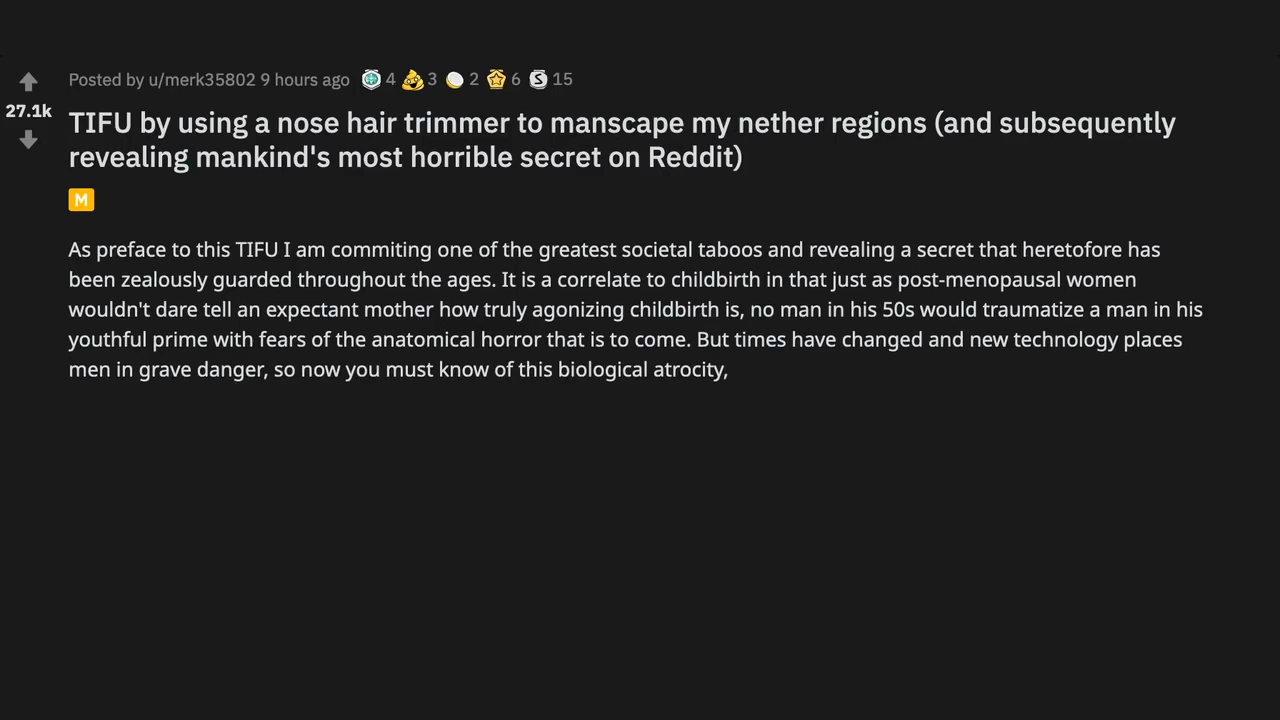 Posted by u/merk35802 9 hours ago 4 3 2 6 S 15
27.1k
TIFU by using a nose hair trimmer to manscape my nether regions (and subsequently
revealing mankind's most horrible secret on Reddit)
M
As preface to this TIFU I am commiting one of the greatest societal taboos and revealing a secret that heretofore has
been zealously guarded throughout the ages. It is a correlate to childbirth in that just as post-menopausal women
wouldn't dare tell an expectant mother how truly agonizing childbirth is, no man in his 50s would traumatize a man in his
youthful prime with fears of the anatomical horror that is to come. But times have changed and new technology places
men in grave danger, so now you must know of this biological atrocity,